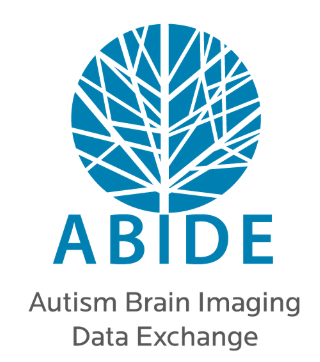 ABIDE
Autism Brain Imaging
Data Exchange